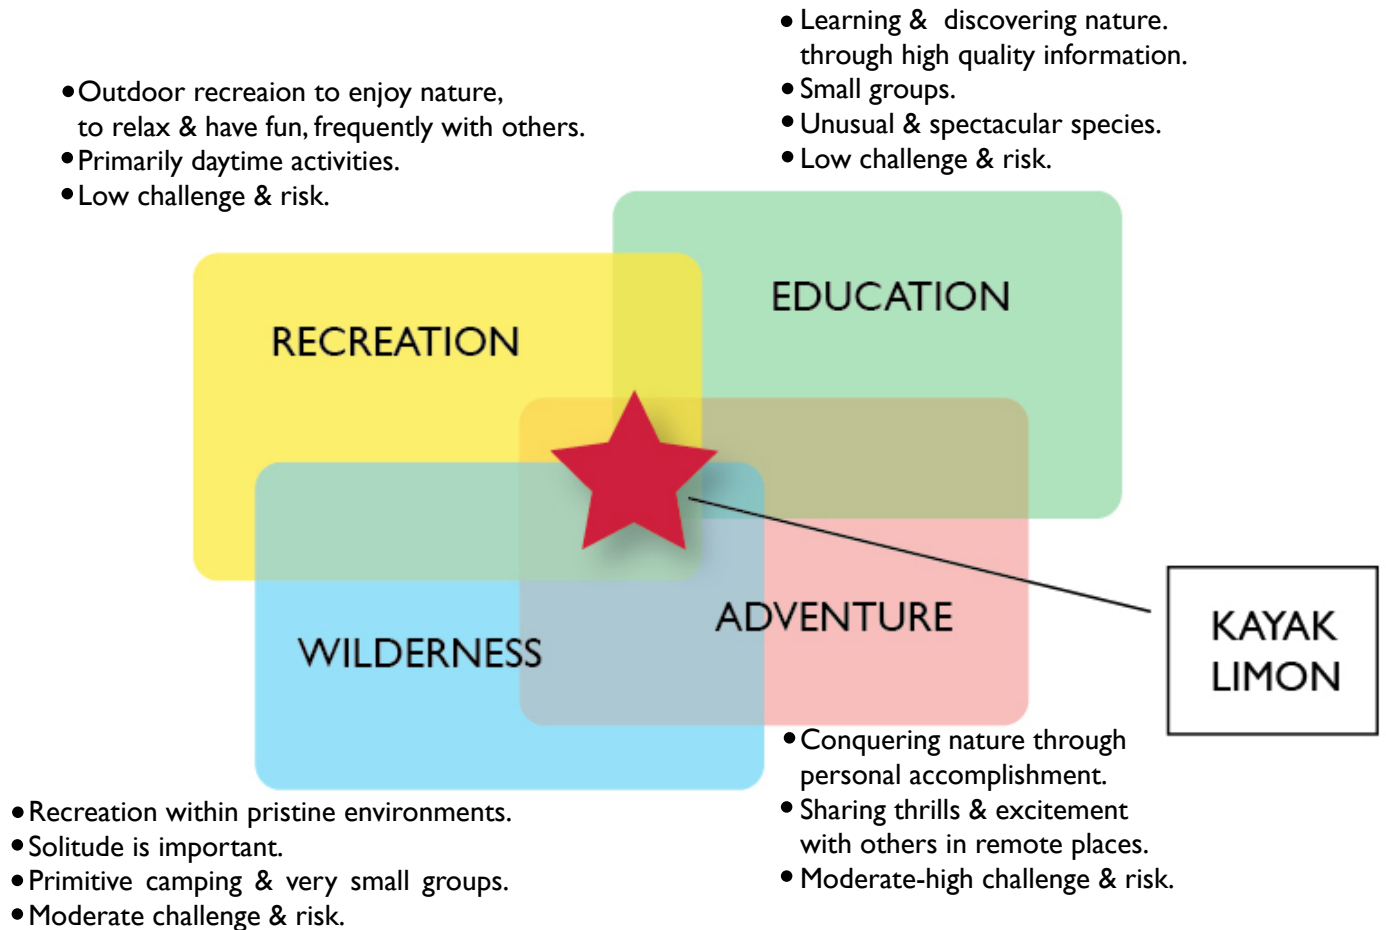 • Learning & discovering nature.
through high quality information.
• Small groups.
• Unusual & spectacular species.
• Low challenge & risk.
• Outdoor recreaion to enjoy nature,
to relax & have fun, frequently with others.
• Primarily daytime activities.
• Low challenge & risk.
EDUCATION
RECREATION
ADVENTURE
WILDERNESS
KAYAK
LIMON
• Conquering nature through
personal accomplishment.
• Sharing thrills & excitement
with others in remote places.
• Moderate-high challenge & risk.
• Recreation within pristine environments.
• Solitude is important.
• Primitive camping & very small groups.
• Moderate challenge & risk.